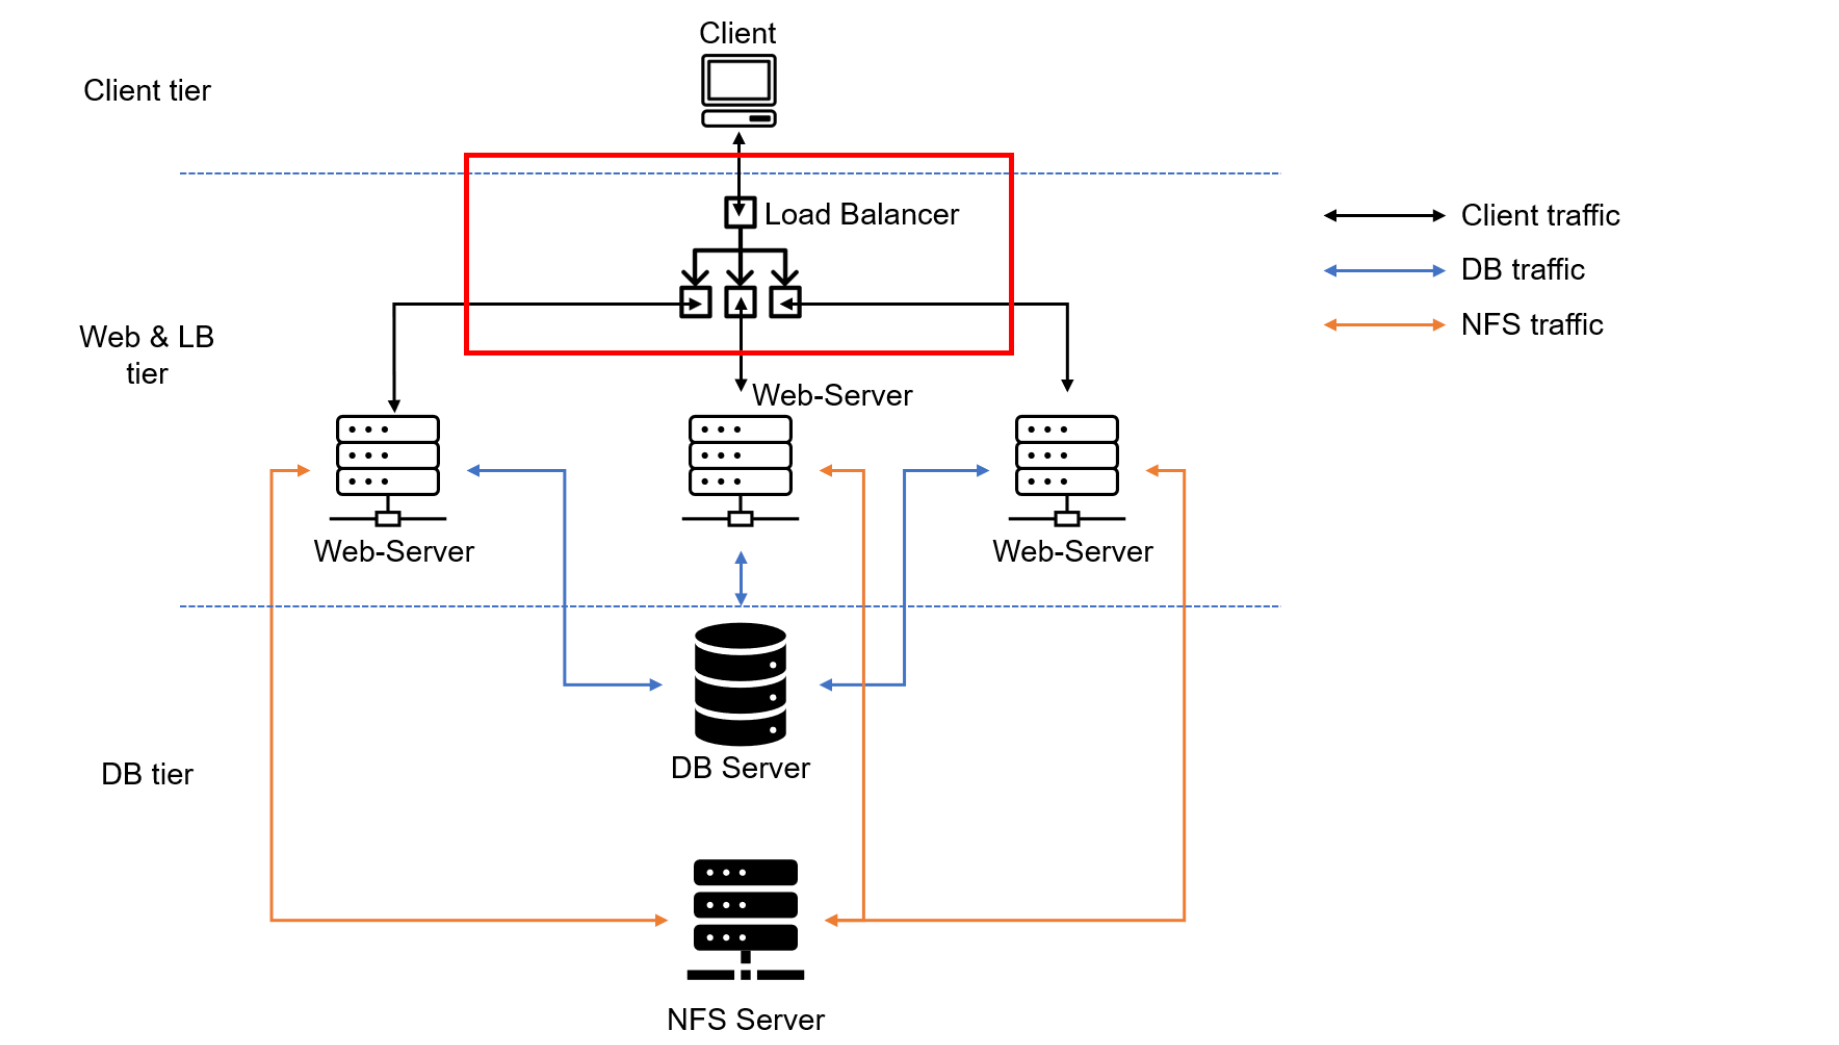 Client
Client tier
Load Balancer
Client traffic
DB traffic
NFS traffic
Web & LB
tier
Web-Server
Web-Server
Web-Server
DB Server
DB tier
NFS Server